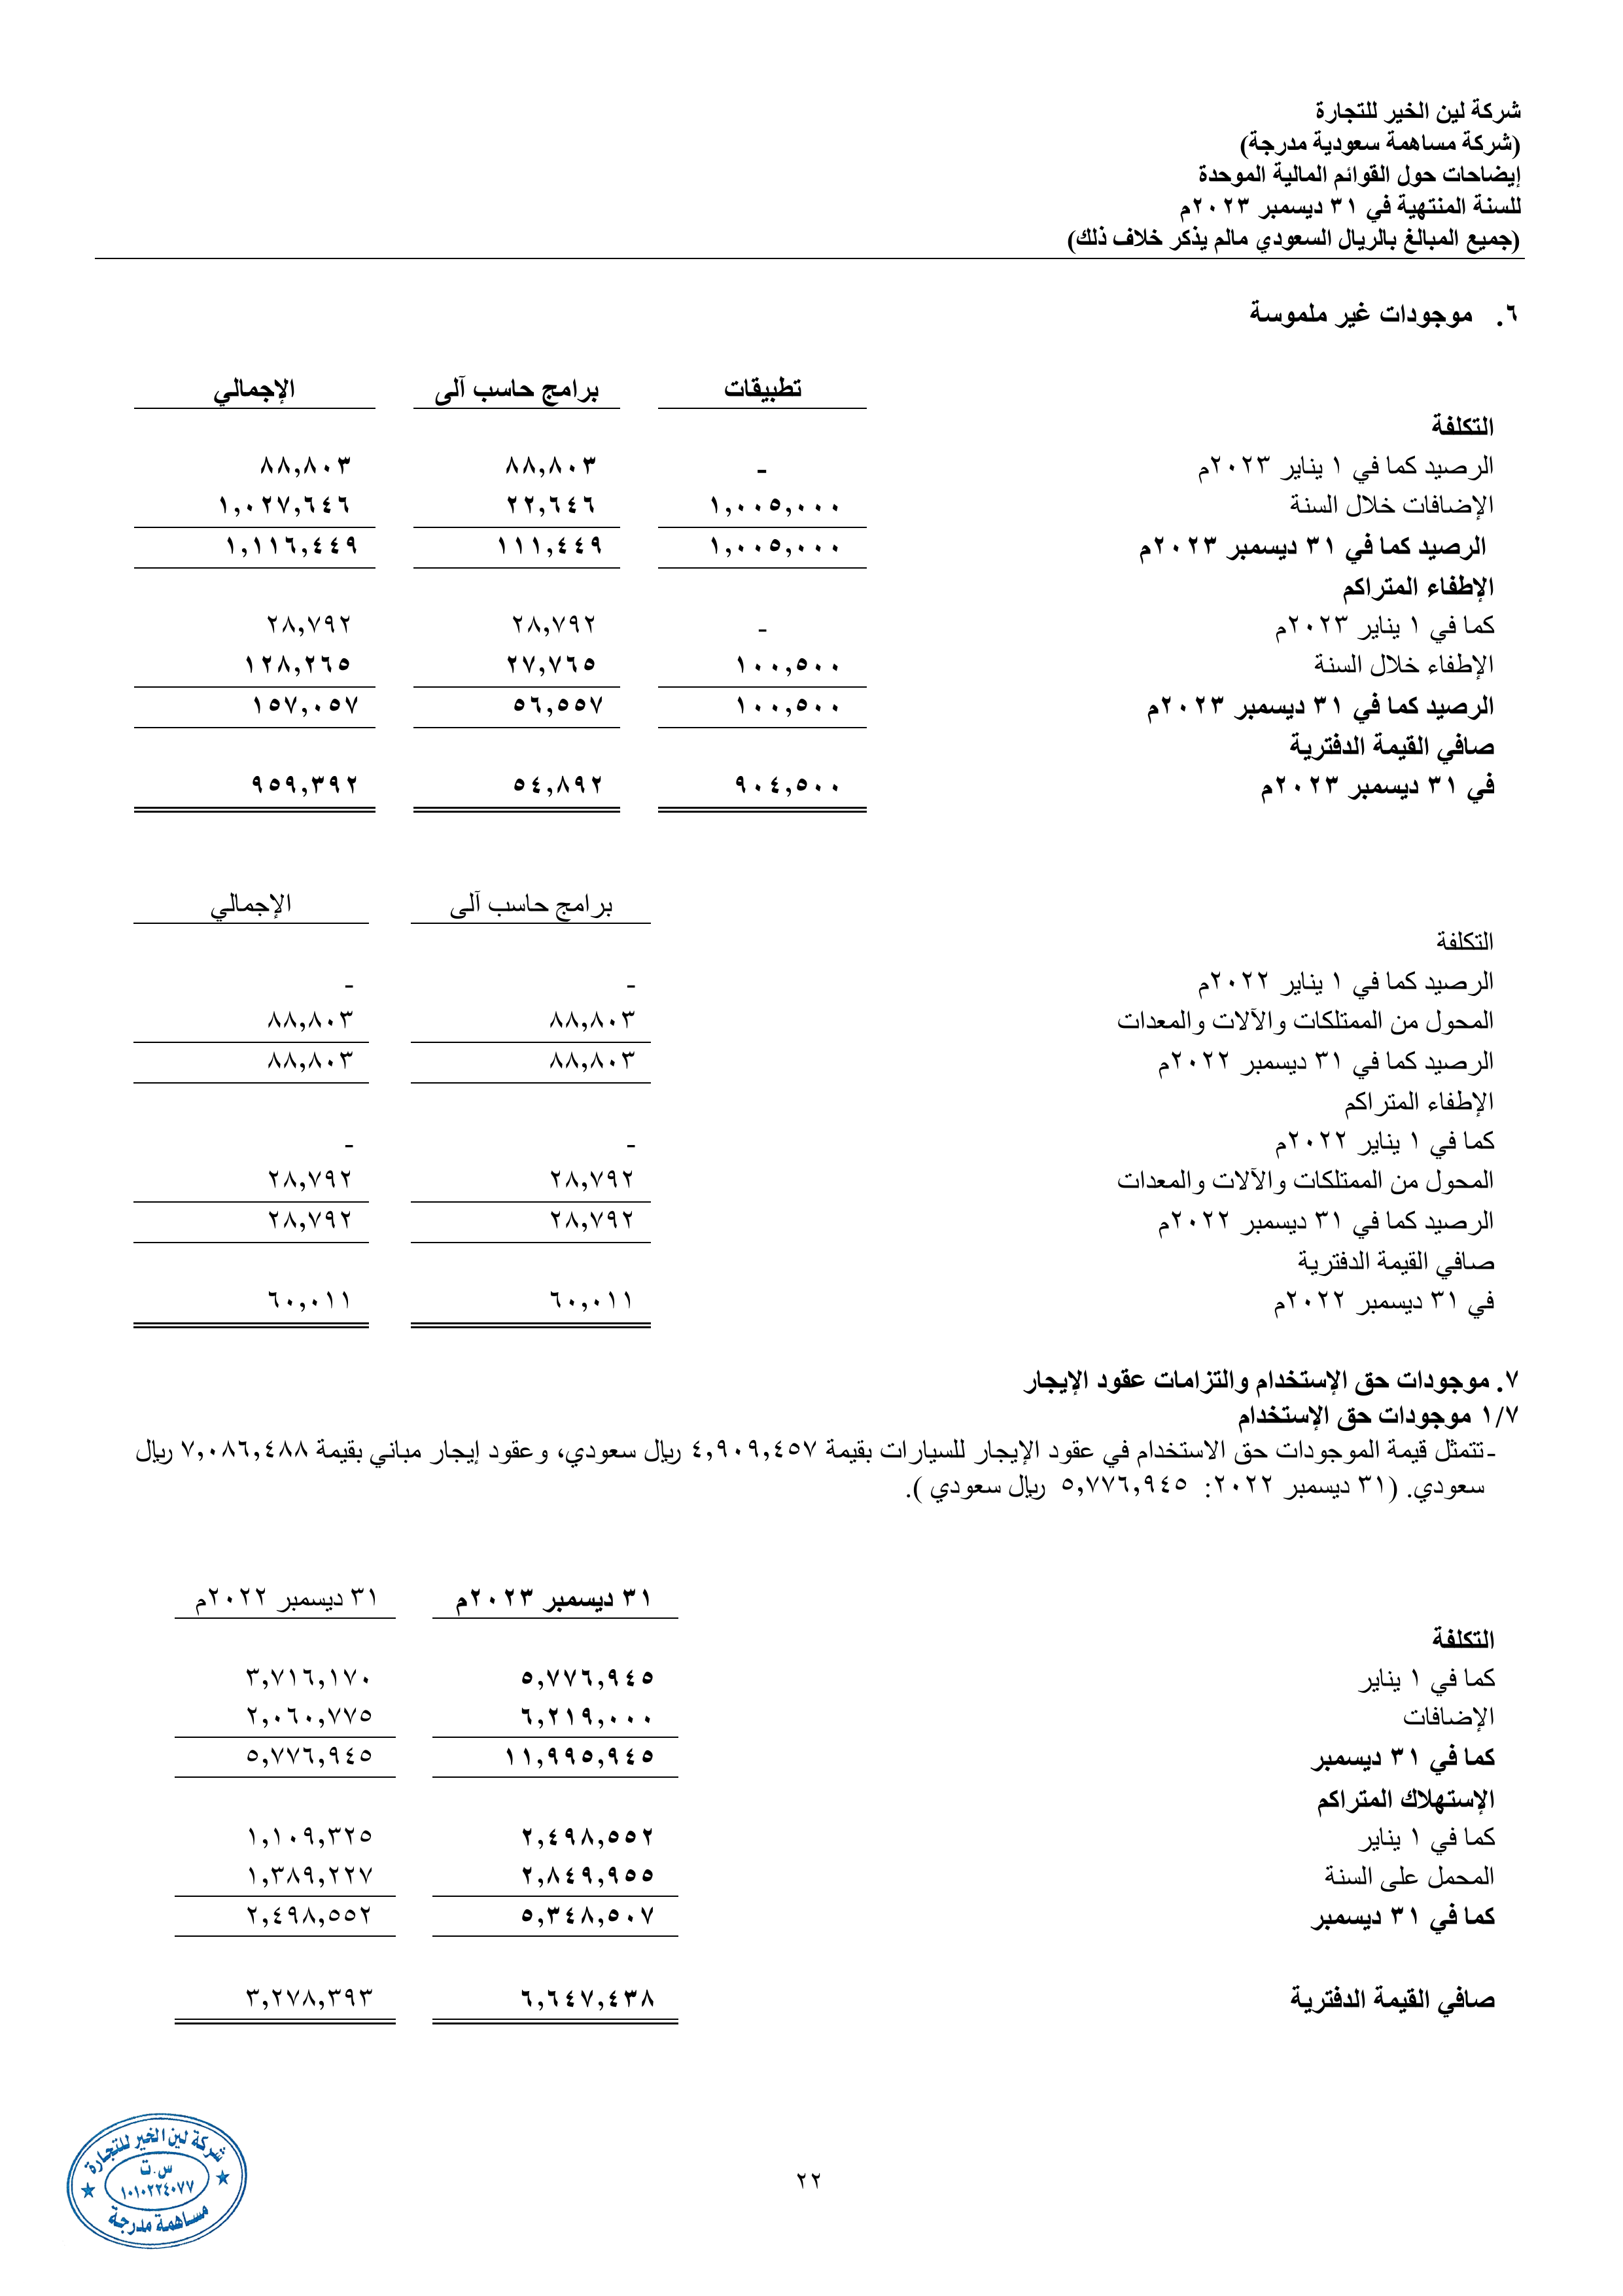 شركة لين الخير للتجارة
(شركة مساهمة سعودية مدرجة)
إيضاحات حول القوائم المالية الموحدة
للسنة المنتهية في ٣١ ديسمبر ٢٠٢٣م
(جميع المبالغ بالريال السعودي مالم يذكر خلاف ذلك)
٦. موجودات غير ملموسة
تطبيقات برامج حاسب آلى الإجمالي
التكلفة
الرصيد كما في ١ يناير ٢٠٢٣م - ٨٨,٨٠٣ ٨٨,٨٠٣
الإضافات خلال السنة ١,٠٠٥,٠٠٠ ٢٢,٦٤٦ ١,٠٢٧,٦٤٦
الرصيد كما في ٣١ ديسمبر ٢٠٢٣م ١,٠٠٥,٠٠٠ ١١١,٤٤٩ ١,١١٦,٤٤٩
الإطفاء المتراكم
كما في ١ يناير ٢٠٢٣م - ٢٨,٧٩٢ ٢٨,٧٩٢
الإطفاء خلال السنة ١٠٠,٥٠٠ ٢٧,٧٦٥ ١٢٨,٢٦٥
الرصيد كما في ٣١ ديسمبر ٢٠٢٣م ١٠٠,٥٠٠ ٥٦,٥٥٧ ١٥٧,٠٥٧
صافي القيمة الدفترية
في ٣١ ديسمبر ٢٠٢٣م ٩٠٤,٥٠٠ ٥٤,٨٩٢ ٩٥٩,٣٩٢
برامج حاسب آلى الإجمالي
التكلفة
الرصيد كما في ١ يناير ٢٠٢٢م - -
المحول من الممتلكات والآلات والمعدات ٨٨,٨٠٣ ٨٨,٨٠٣
الرصيد كما في ٣١ ديسمبر ٢٠٢٢م ٨٨,٨٠٣ ٨٨,٨٠٣
الإطفاء المتراكم
كما في ١ يناير ٢٠٢٢م - -
المحول من الممتلكات والآلات والمعدات ٢٨,٧٩٢ ٢٨,٧٩٢
الرصيد كما في ٣١ ديسمبر ٢٠٢٢م ٢٨,٧٩٢ ٢٨,٧٩٢
صافي القيمة الدفترية
في ٣١ ديسمبر ٢٠٢٢م ٦٠,٠١١ ٦٠,٠١١
٧. موجودات حق الإستخدام والتزامات عقود الإيجار
١/٧ موجودات حق الإستخدام
- تتمثل قيمة الموجودات حق الاستخدام في عقود الإيجار للسيارات بقيمة ٤,٩٠٩,٤٥٧ ريال سعودي، وعقود إيجار مباني بقيمة ٧,٠٨٦,٤٨٨ ريال
سعودي. (٣١ ديسمبر ٢٠٢٢: ٥,٧٧٦,٩٤٥ ريال سعودي ).
٣١ ديسمبر ٢٠٢٣م ٣١ ديسمبر ٢٠٢٢م
التكلفة
كما في ١ يناير ٥,٧٧٦,٩٤٥ ٣,٧١٦,١٧٠
الإضافات ٦,٢١٩,٠٠٠ ٢,٠٦٠,٧٧٥
كما في ٣١ ديسمبر ١١,٩٩٥,٩٤٥ ٥,٧٧٦,٩٤٥
الإستهلاك المتراكم
كما في ١ يناير ٢,٤٩٨,٥٥٢ ١,١٠٩,٣٢٥
المحمل على السنة ٢,٨٤٩,٩٥٥ ١,٣٨٩,٢٢٧
كما في ٣١ ديسمبر ٥,٣٤٨,٥٠٧ ٢,٤٩٨,٥٥٢
صافي القيمة الدفترية ٦,٦٤٧,٤٣٨ ٣,٢٧٨,٣٩٣
شركة لين الخير للتجارة
س.ت
١٠١٠٢٢٤٠٧٧
مساهمة مدرجة
٢٢